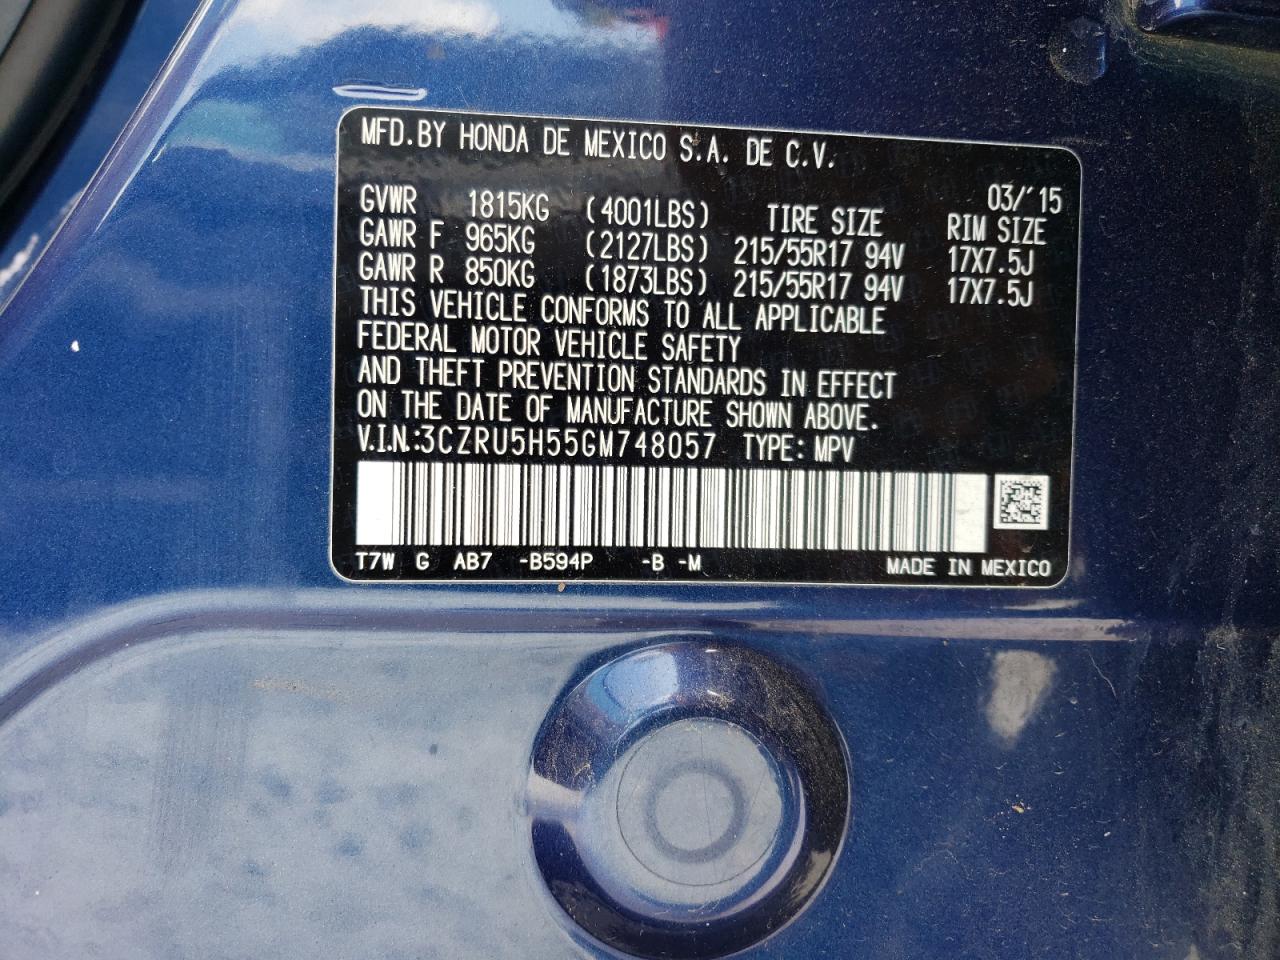 MFD.BY HONDA DE MEXICO S.A. DE C.V.
03/'15
GVWR 1815KG (4001LBS) TIRE SIZE RIM SIZE
GAWR F 965KG (2127LBS) 215/55R17 94V 17X7.5J
GAWR R 850KG (1873LBS) 215/55R17 94V 17X7.5J
THIS VEHICLE CONFORMS TO ALL APPLICABLE
FEDERAL MOTOR VEHICLE SAFETY
AND THEFT PREVENTION STANDARDS IN EFFECT
ON THE DATE OF MANUFACTURE SHOWN ABOVE.
V.I.N.:3CZRU5H55GM748057 TYPE: MPV
T7W G AB7 -B594P -B -M MADE IN MEXICO